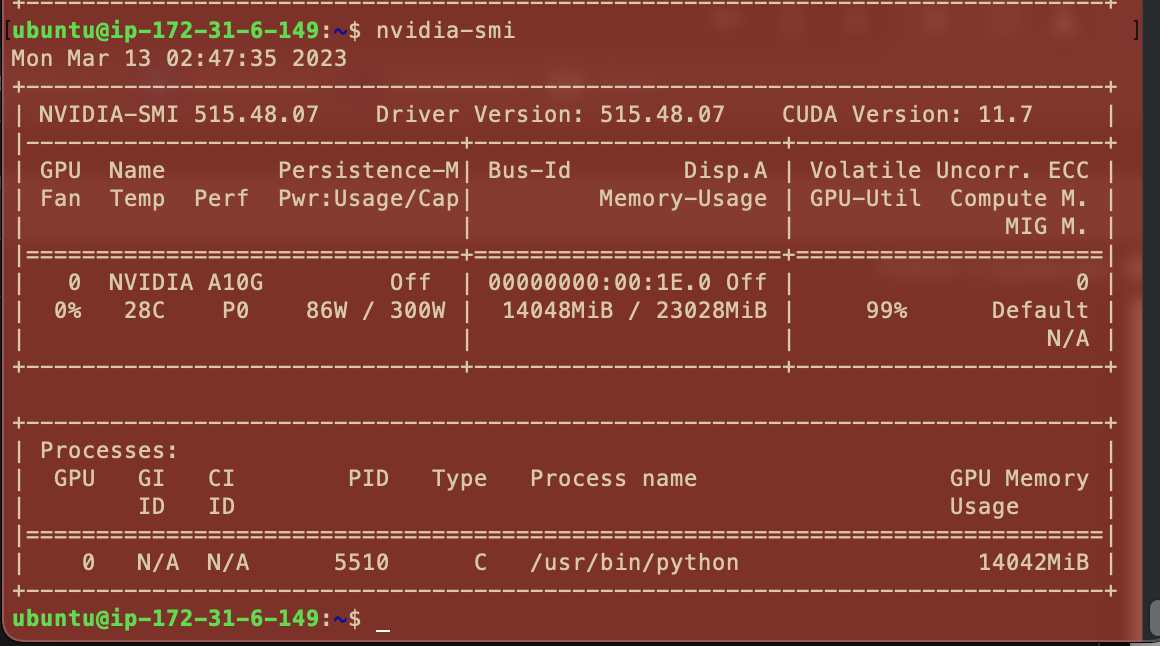 [ubuntu@ip-172-31-6-149:~$ nvidia-smi ]
Mon Mar 13 02:47:35 2023
+-----------------------------------------------------------------------------+
| NVIDIA-SMI 515.48.07    Driver Version: 515.48.07    CUDA Version: 11.7     |
|-------------------------------+----------------------+----------------------+
| GPU  Name        Persistence-M| Bus-Id        Disp.A | Volatile Uncorr. ECC |
| Fan  Temp  Perf  Pwr:Usage/Cap|         Memory-Usage | GPU-Util  Compute M. |
|                               |                      |               MIG M. |
|===============================+======================+======================|
|   0  NVIDIA A10G         Off  | 00000000:00:1E.0 Off |                    0 |
|  0%   28C    P0    86W / 300W |  14048MiB / 23028MiB |     99%      Default |
|                               |                      |                  N/A |
+-------------------------------+----------------------+----------------------+

+-----------------------------------------------------------------------------+
| Processes:                                                                  |
|  GPU   GI   CI        PID   Type   Process name                  GPU Memory |
|        ID   ID                                                   Usage      |
|=============================================================================|
|    0   N/A  N/A      5510      C   /usr/bin/python                 14042MiB |
+-----------------------------------------------------------------------------+
ubuntu@ip-172-31-6-149:~$ _